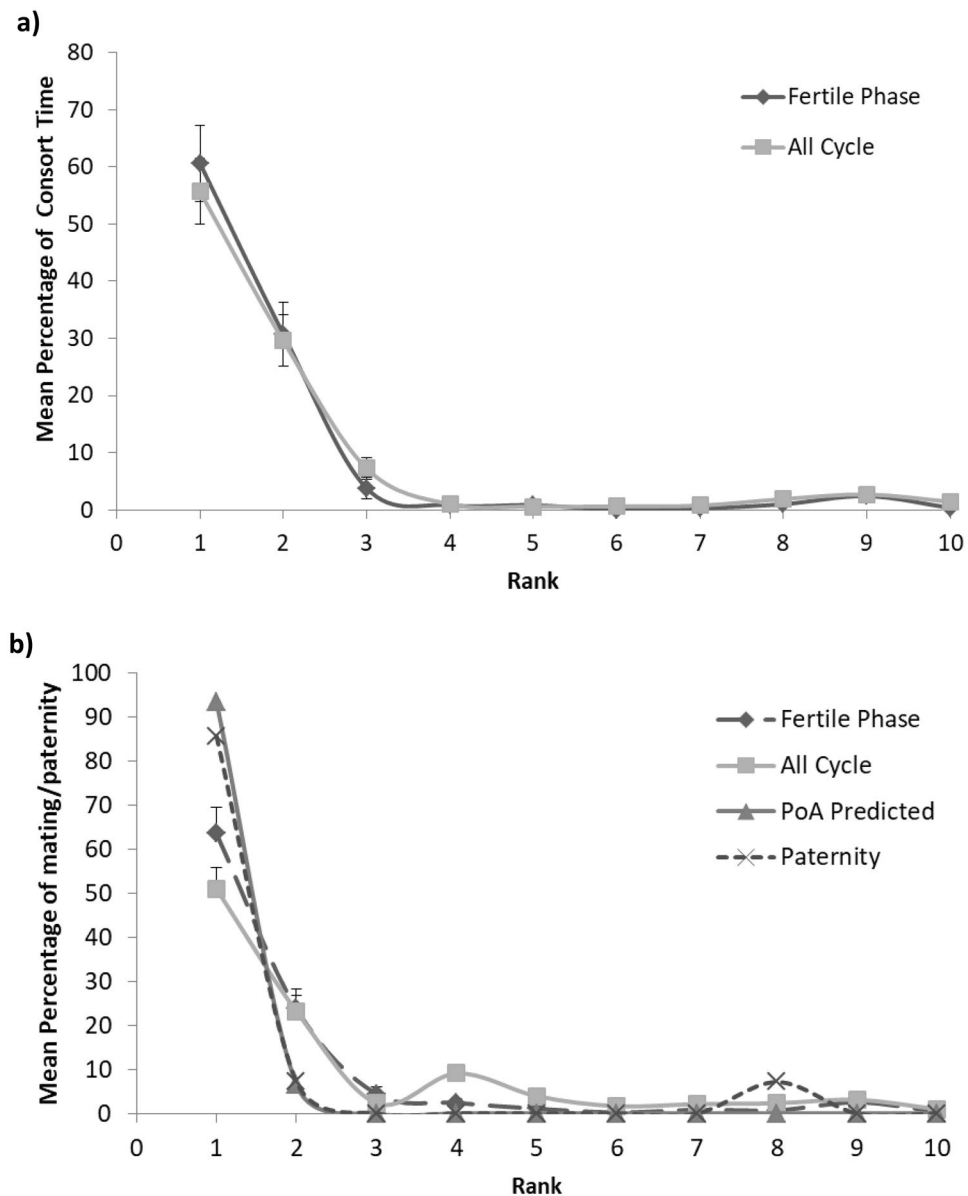 a)
80
70
60
50
40
30
20
10
0
Mean Percentage of Consort Time
Fertile Phase
All Cycle
0 1 2 3 4 5 6 7 8 9 10
Rank
b)
100
90
80
70
60
50
40
30
20
10
0
Mean Percentage of mating/paternity
Fertile Phase
All Cycle
PoA Predicted
Paternity
0 1 2 3 4 5 6 7 8 9 10
Rank